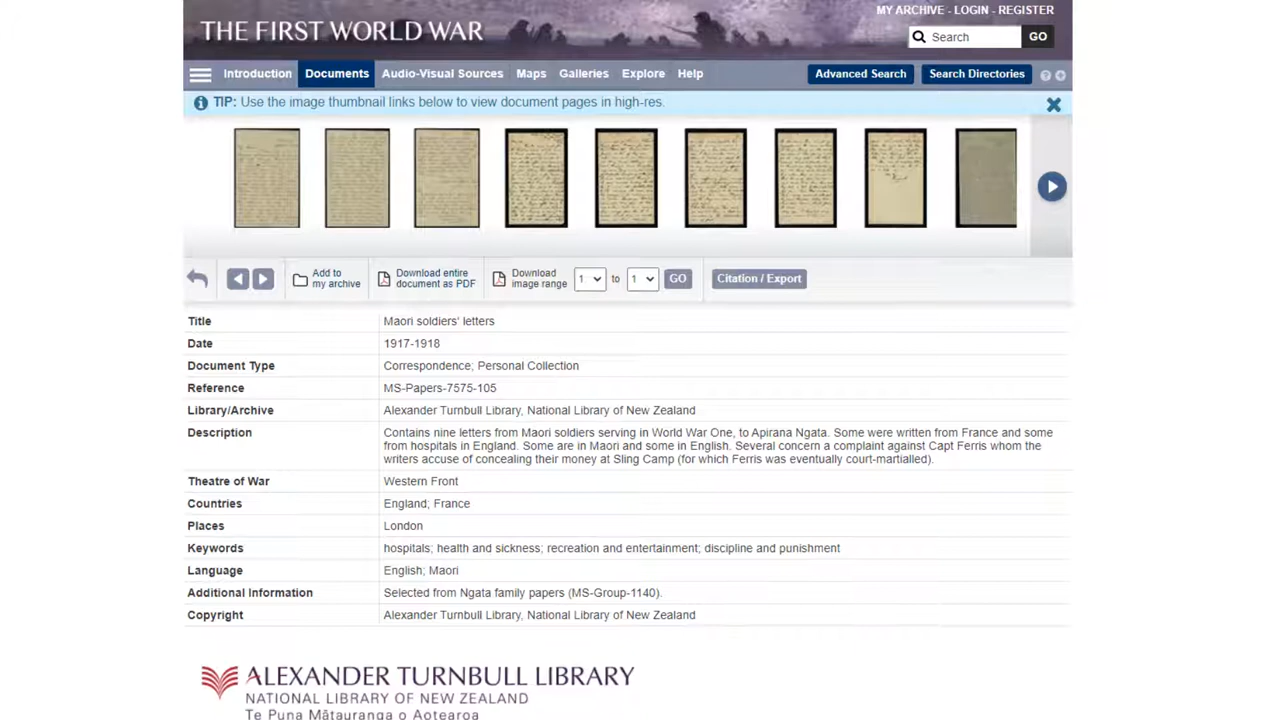 THE FIRST WORLD WAR
MY ARCHIVE - LOGIN - REGISTER
Search GO
Introduction Documents Audio-Visual Sources Maps Galleries Explore Help Advanced Search Search Directories
TIP: Use the image thumbnail links below to view document pages in high-res.
Add to
my archive
Download entire
document as PDF
Download
image range
1 to 1 GO
Citation / Export
Title Maori soldiers' letters
Date 1917-1918
Document Type Correspondence; Personal Collection
Reference MS-Papers-7575-105
Library/Archive Alexander Turnbull Library, National Library of New Zealand
Description Contains nine letters from Maori soldiers serving in World War One, to Apirana Ngata. Some were written from France and some
from hospitals in England. Some are in Maori and some in English. Several concern a complaint against Capt Ferris whom the
writers accuse of concealing their money at Sling Camp (for which Ferris was eventually court-martialled).
Theatre of War Western Front
Countries England; France
Places London
Keywords hospitals; health and sickness; recreation and entertainment; discipline and punishment
Language English; Maori
Additional Information Selected from Ngata family papers (MS-Group-1140).
Copyright Alexander Turnbull Library, National Library of New Zealand
ALEXANDER TURNBULL LIBRARY
NATIONAL LIBRARY OF NEW ZEALAND
Te Puna Mātauranga o Aotearoa